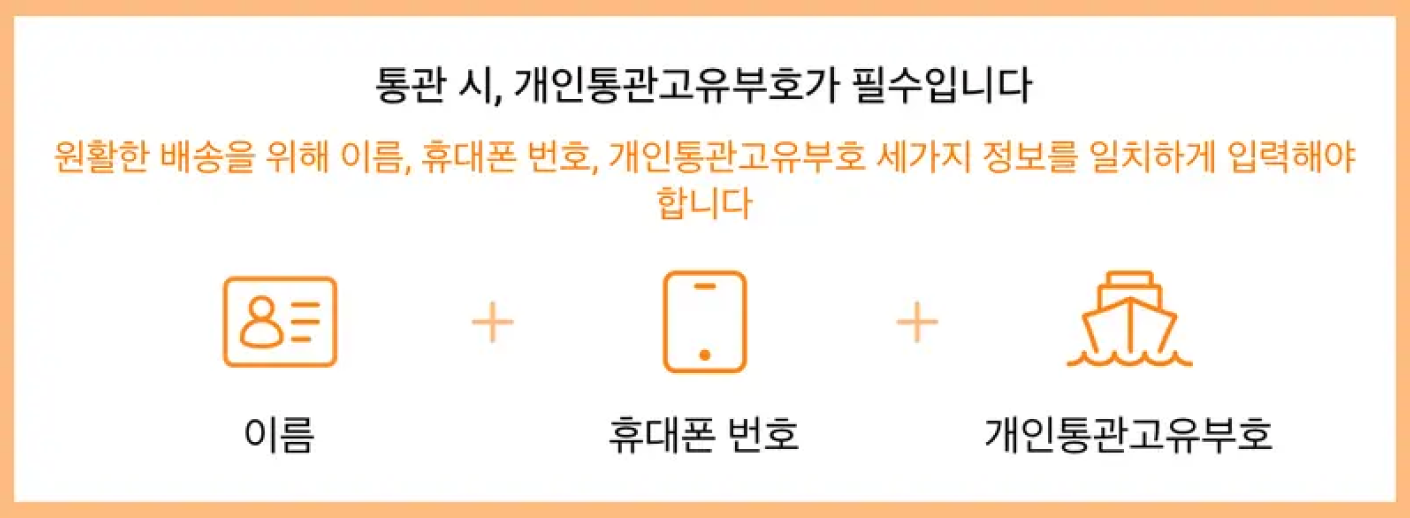 통관 시, 개인통관고유부호가 필수입니다
원활한 배송을 위해 이름, 휴대폰 번호, 개인통관고유부호 세가지 정보를 일치하게 입력해야
합니다
이름
휴대폰 번호
개인통관고유부호